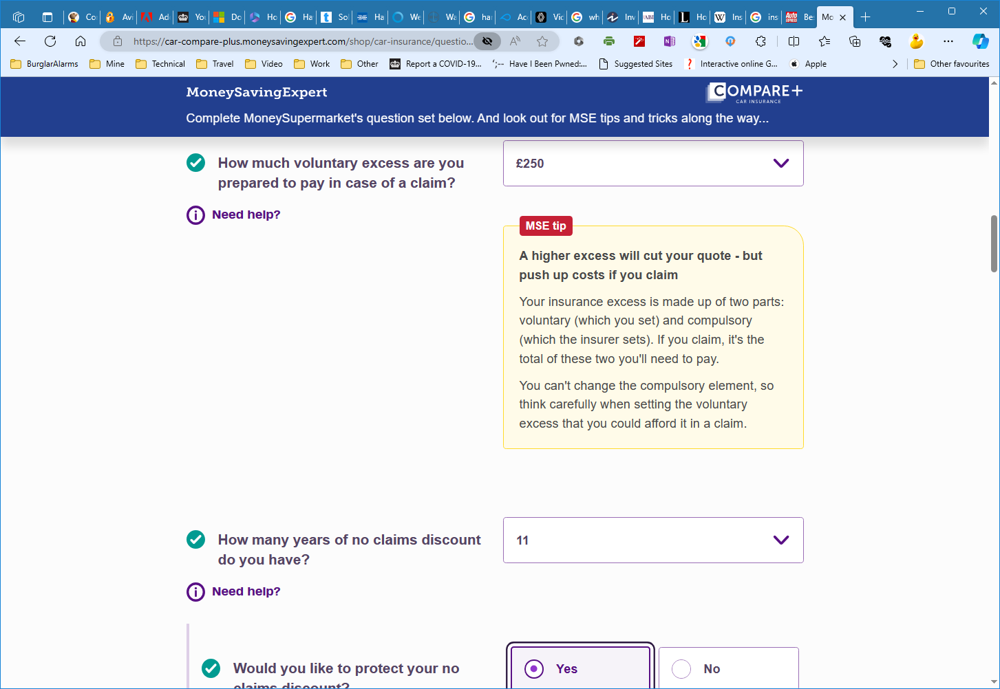 Co
Avi
Ad
Yo
Do
Ho
Ha
So
Ha
We
Wa
har
Acc
Vic
wh
Inv
Ho
Ho
Ins
ins
Be
Mo
https://car-compare-plus.moneysavingexpert.com/shop/car-insurance/questio...
BurglarAlarms Mine Technical Travel Video Work Other Report a COVID-19... Have I Been Pwned:... Suggested Sites Interactive online G... Apple Other favourites
MoneySavingExpert
COMPARE+
CAR INSURANCE
Complete MoneySupermarket's question set below. And look out for MSE tips and tricks along the way...
How much voluntary excess are you
prepared to pay in case of a claim?
£250
Need help?
MSE tip
A higher excess will cut your quote - but
push up costs if you claim
Your insurance excess is made up of two parts:
voluntary (which you set) and compulsory
(which the insurer sets). If you claim, it's the
total of these two you'll need to pay.
You can't change the compulsory element, so
think carefully when setting the voluntary
excess that you could afford it in a claim.
How many years of no claims discount
do you have?
11
Need help?
Would you like to protect your no
claims discount?
Yes
No